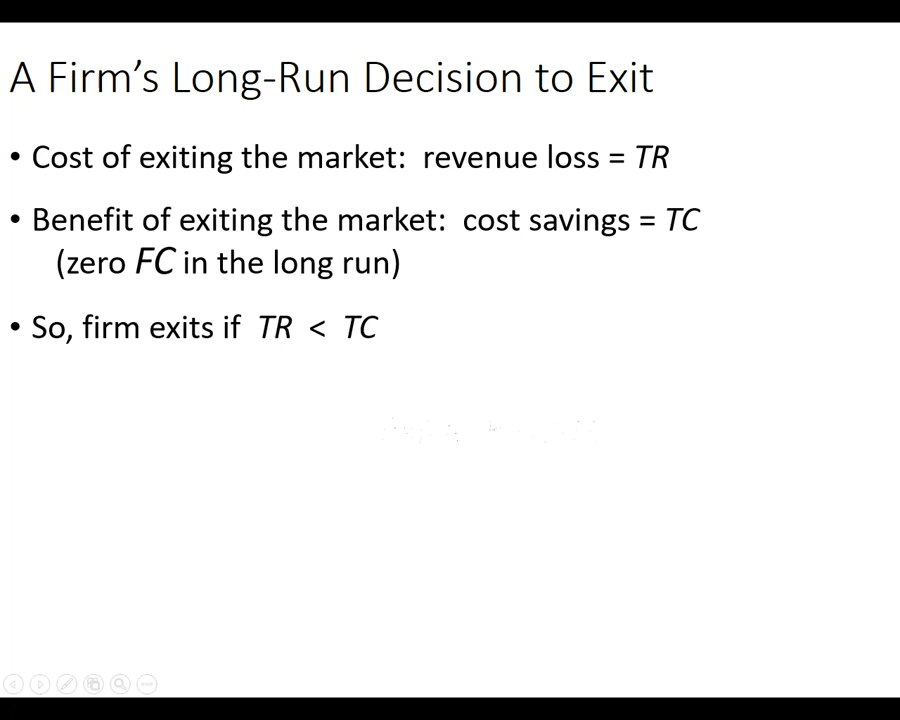 A Firm’s Long-Run Decision to Exit
• Cost of exiting the market:  revenue loss = TR
• Benefit of exiting the market:  cost savings = TC
(zero FC in the long run)
• So, firm exits if  TR  <  TC